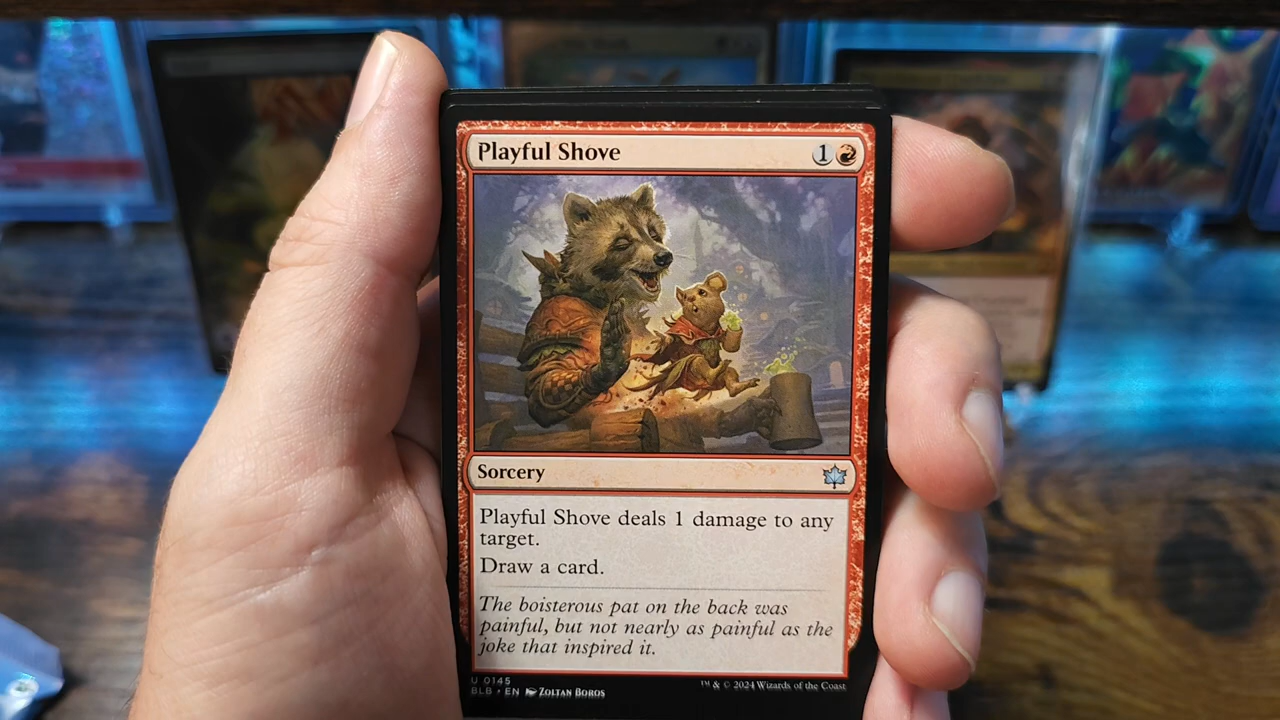 Playful Shove 1
Sorcery
Playful Shove deals 1 damage to any
target.
Draw a card.
The boisterous pat on the back was
painful, but not nearly as painful as the
joke that inspired it.
U 0145
BLB • EN Zoltan Boros
™ & © 2024 Wizards of the Coast